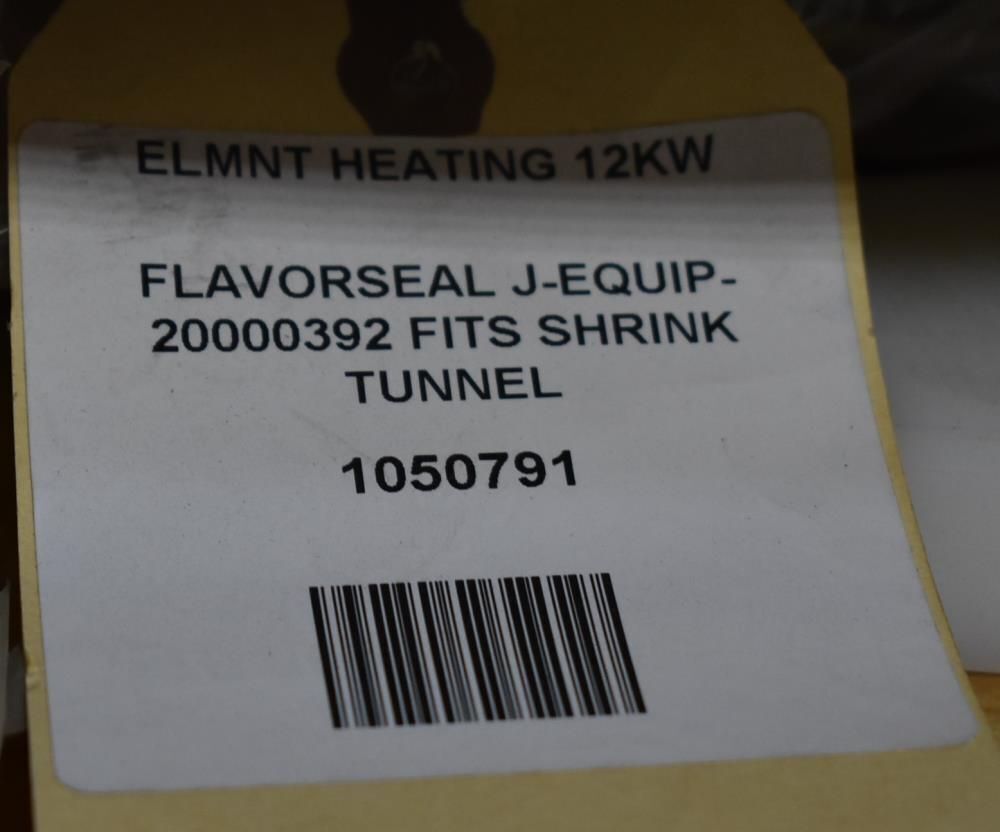 ELMNT HEATING 12KW
FLAVORSEAL J-EQUIP-
20000392 FITS SHRINK
TUNNEL
1050791